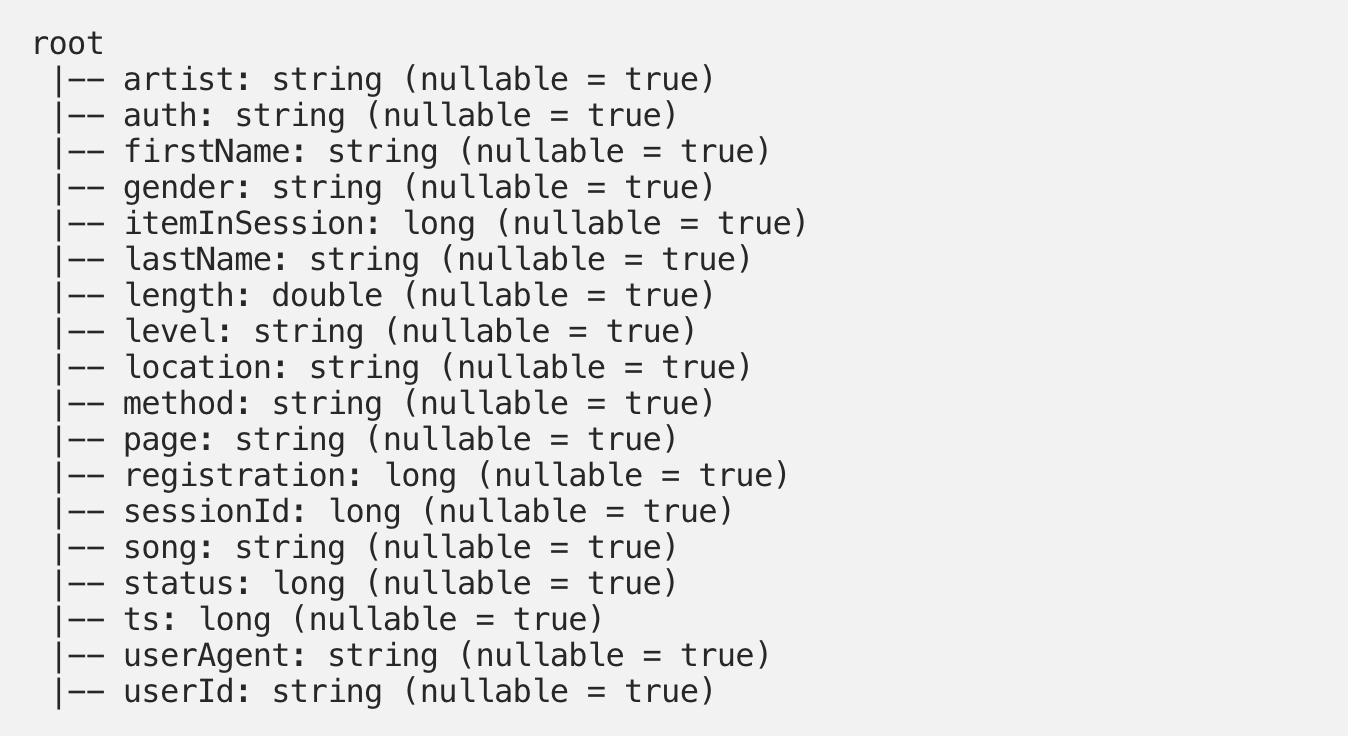 root
 |-- artist: string (nullable = true)
 |-- auth: string (nullable = true)
 |-- firstName: string (nullable = true)
 |-- gender: string (nullable = true)
 |-- itemInSession: long (nullable = true)
 |-- lastName: string (nullable = true)
 |-- length: double (nullable = true)
 |-- level: string (nullable = true)
 |-- location: string (nullable = true)
 |-- method: string (nullable = true)
 |-- page: string (nullable = true)
 |-- registration: long (nullable = true)
 |-- sessionId: long (nullable = true)
 |-- song: string (nullable = true)
 |-- status: long (nullable = true)
 |-- ts: long (nullable = true)
 |-- userAgent: string (nullable = true)
 |-- userId: string (nullable = true)